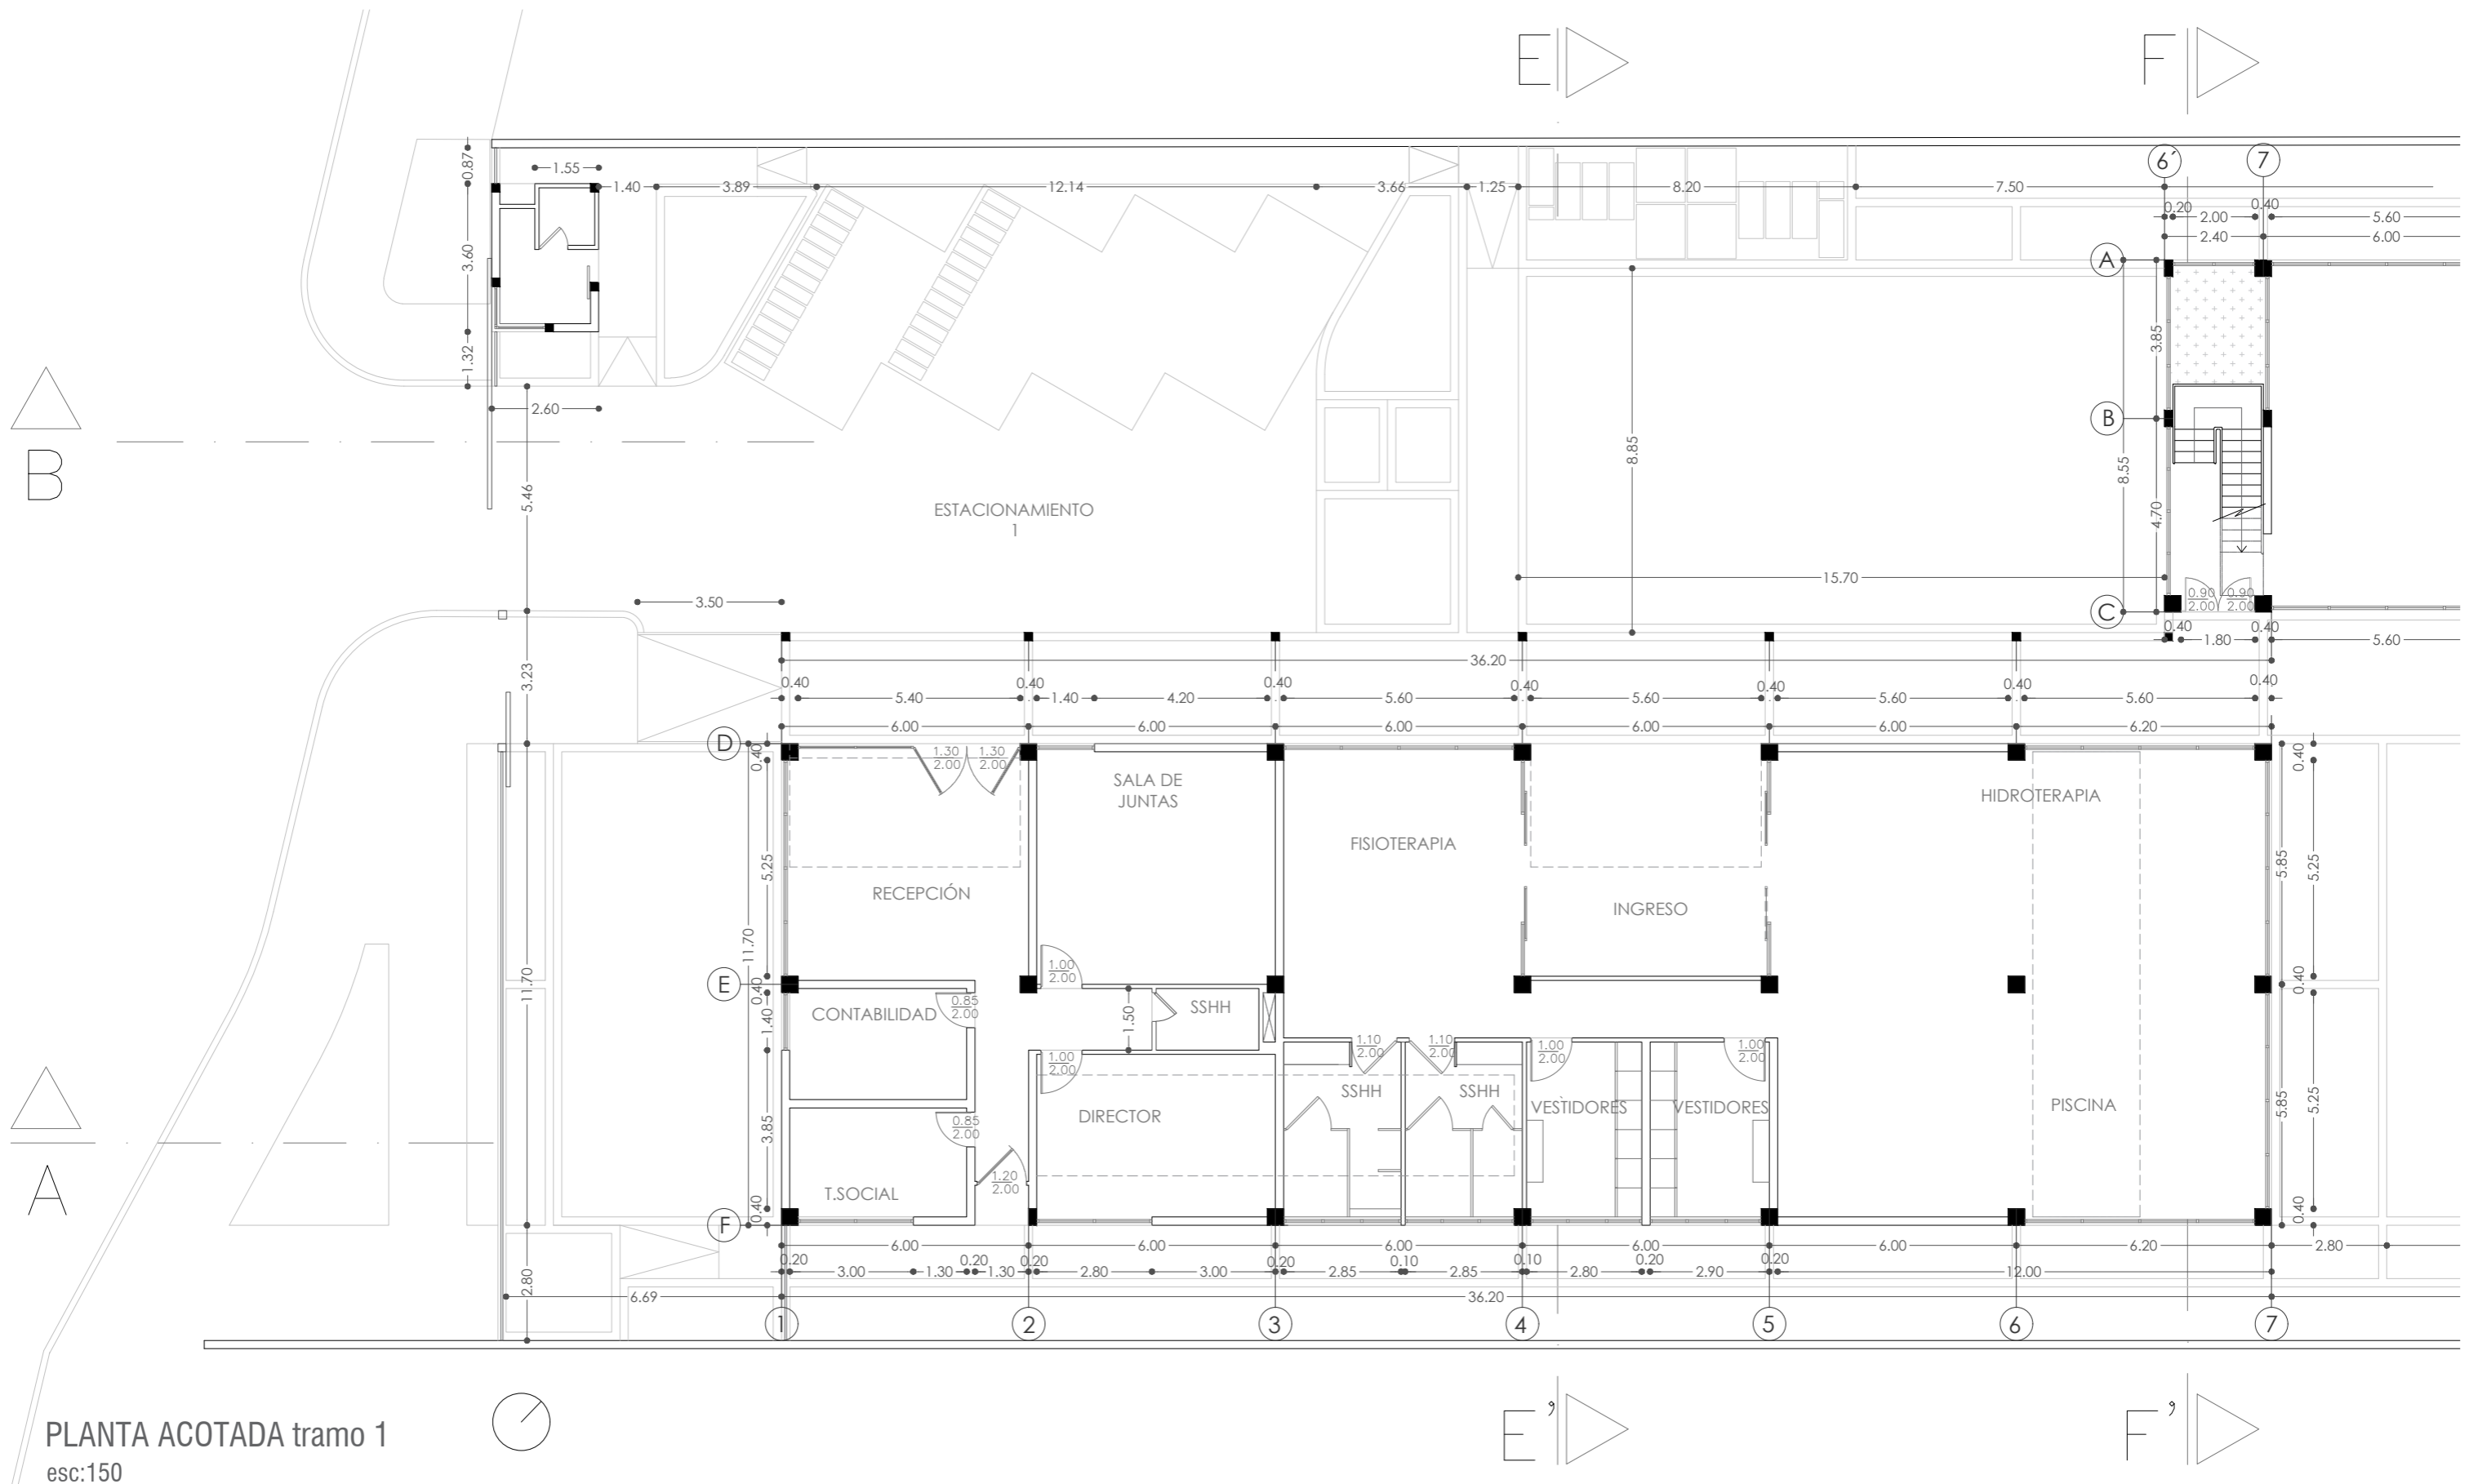 E
F
6´ 7
0.87
1.55
1.40 3.89 12.14 3.66 1.25 8.20 7.50
0.20 2.00 0.40 5.60
2.40 6.00
3.60
A
1.32
3.85
2.60
B
B
8.85
8.55
5.46
4.70
ESTACIONAMIENTO
1
15.70
3.50
0.90 0.90
2.00 2.00
C
0.40 0.40
1.80 5.60
3.23
36.20
0.40 0.40 0.40 0.40 0.40 0.40 0.40
5.40 1.40 4.20 5.60 5.60 5.60 5.60
6.00 6.00 6.00 6.00 6.00 6.20
D
0.40
1.30 1.30
2.00 2.00
0.40
SALA DE
JUNTAS
HIDROTERAPIA
FISIOTERAPIA
5.25
5.85
5.25
RECEPCIÓN
INGRESO
11.70
11.70
1.00
2.00
E
0.40
0.40
CONTABILIDAD
0.85
2.00
SSHH
1.40
1.50
1.00
2.00
1.10
2.00
1.10
2.00
1.00
2.00
1.00
2.00
SSHH SSHH
VESTIDORES VESTIDORES
PISCINA
DIRECTOR
3.85
0.85
2.00
5.85
5.25
A
T.SOCIAL
1.20
2.00
0.40
0.40
F
6.00 6.00 6.00 6.00 6.00 6.20 2.80
0.20 0.20 0.20 0.20 0.10 0.10 0.20 0.20
3.00 1.30 1.30 2.80 3.00 2.85 2.85 2.80 2.90 12.00
2.80
6.69 36.20
1 2 3 4 5 6 7
E’
F’
PLANTA ACOTADA tramo 1
esc:150